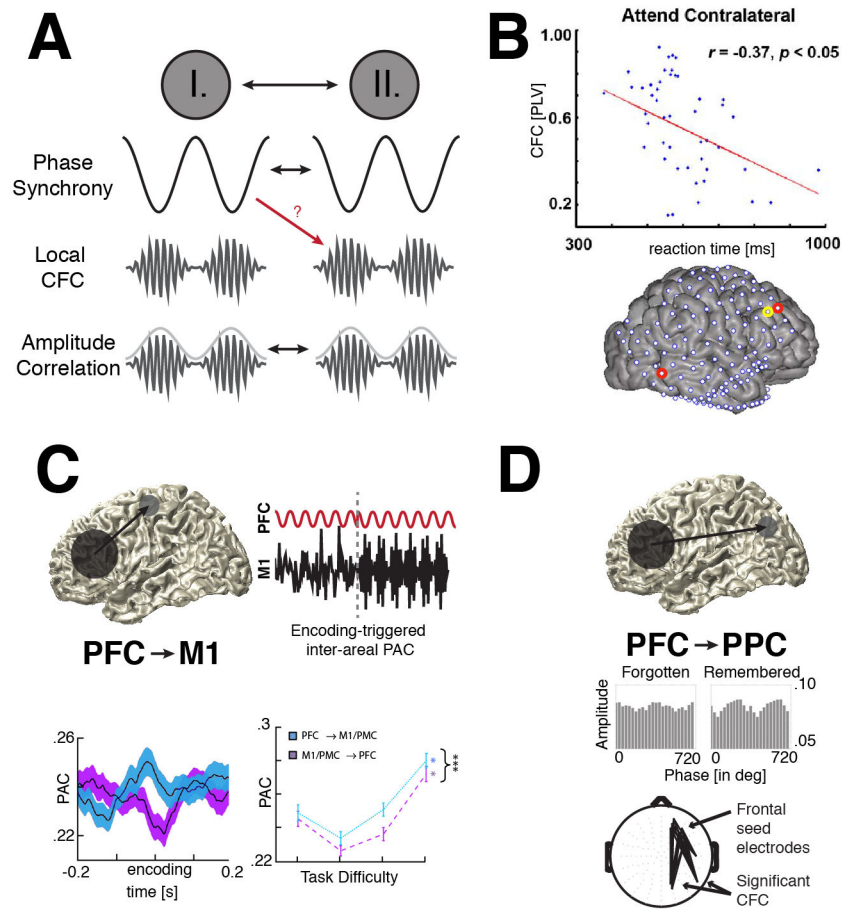 A
I.
II.
Phase
Synchrony
?
Local
CFC
Amplitude
Correlation
B
Attend Contralateral
r = -0.37, p < 0.05
CFC [PLV]
1.00
0.6
0.2
300
reaction time [ms]
1000
C
PFC
M1
Encoding-triggered
inter-areal PAC
PFC → M1
.26
PAC
.22
-0.2
encoding
0.2
time [s]
.3
PFC → M1/PMC
M1/PMC → PFC
PAC
*
*
***
.22
Task Difficulty
D
PFC → PPC
Forgotten
Remembered
Amplitude
.10
.05
0
720
0
720
Phase [in deg]
Frontal
seed
electrodes
Significant
CFC